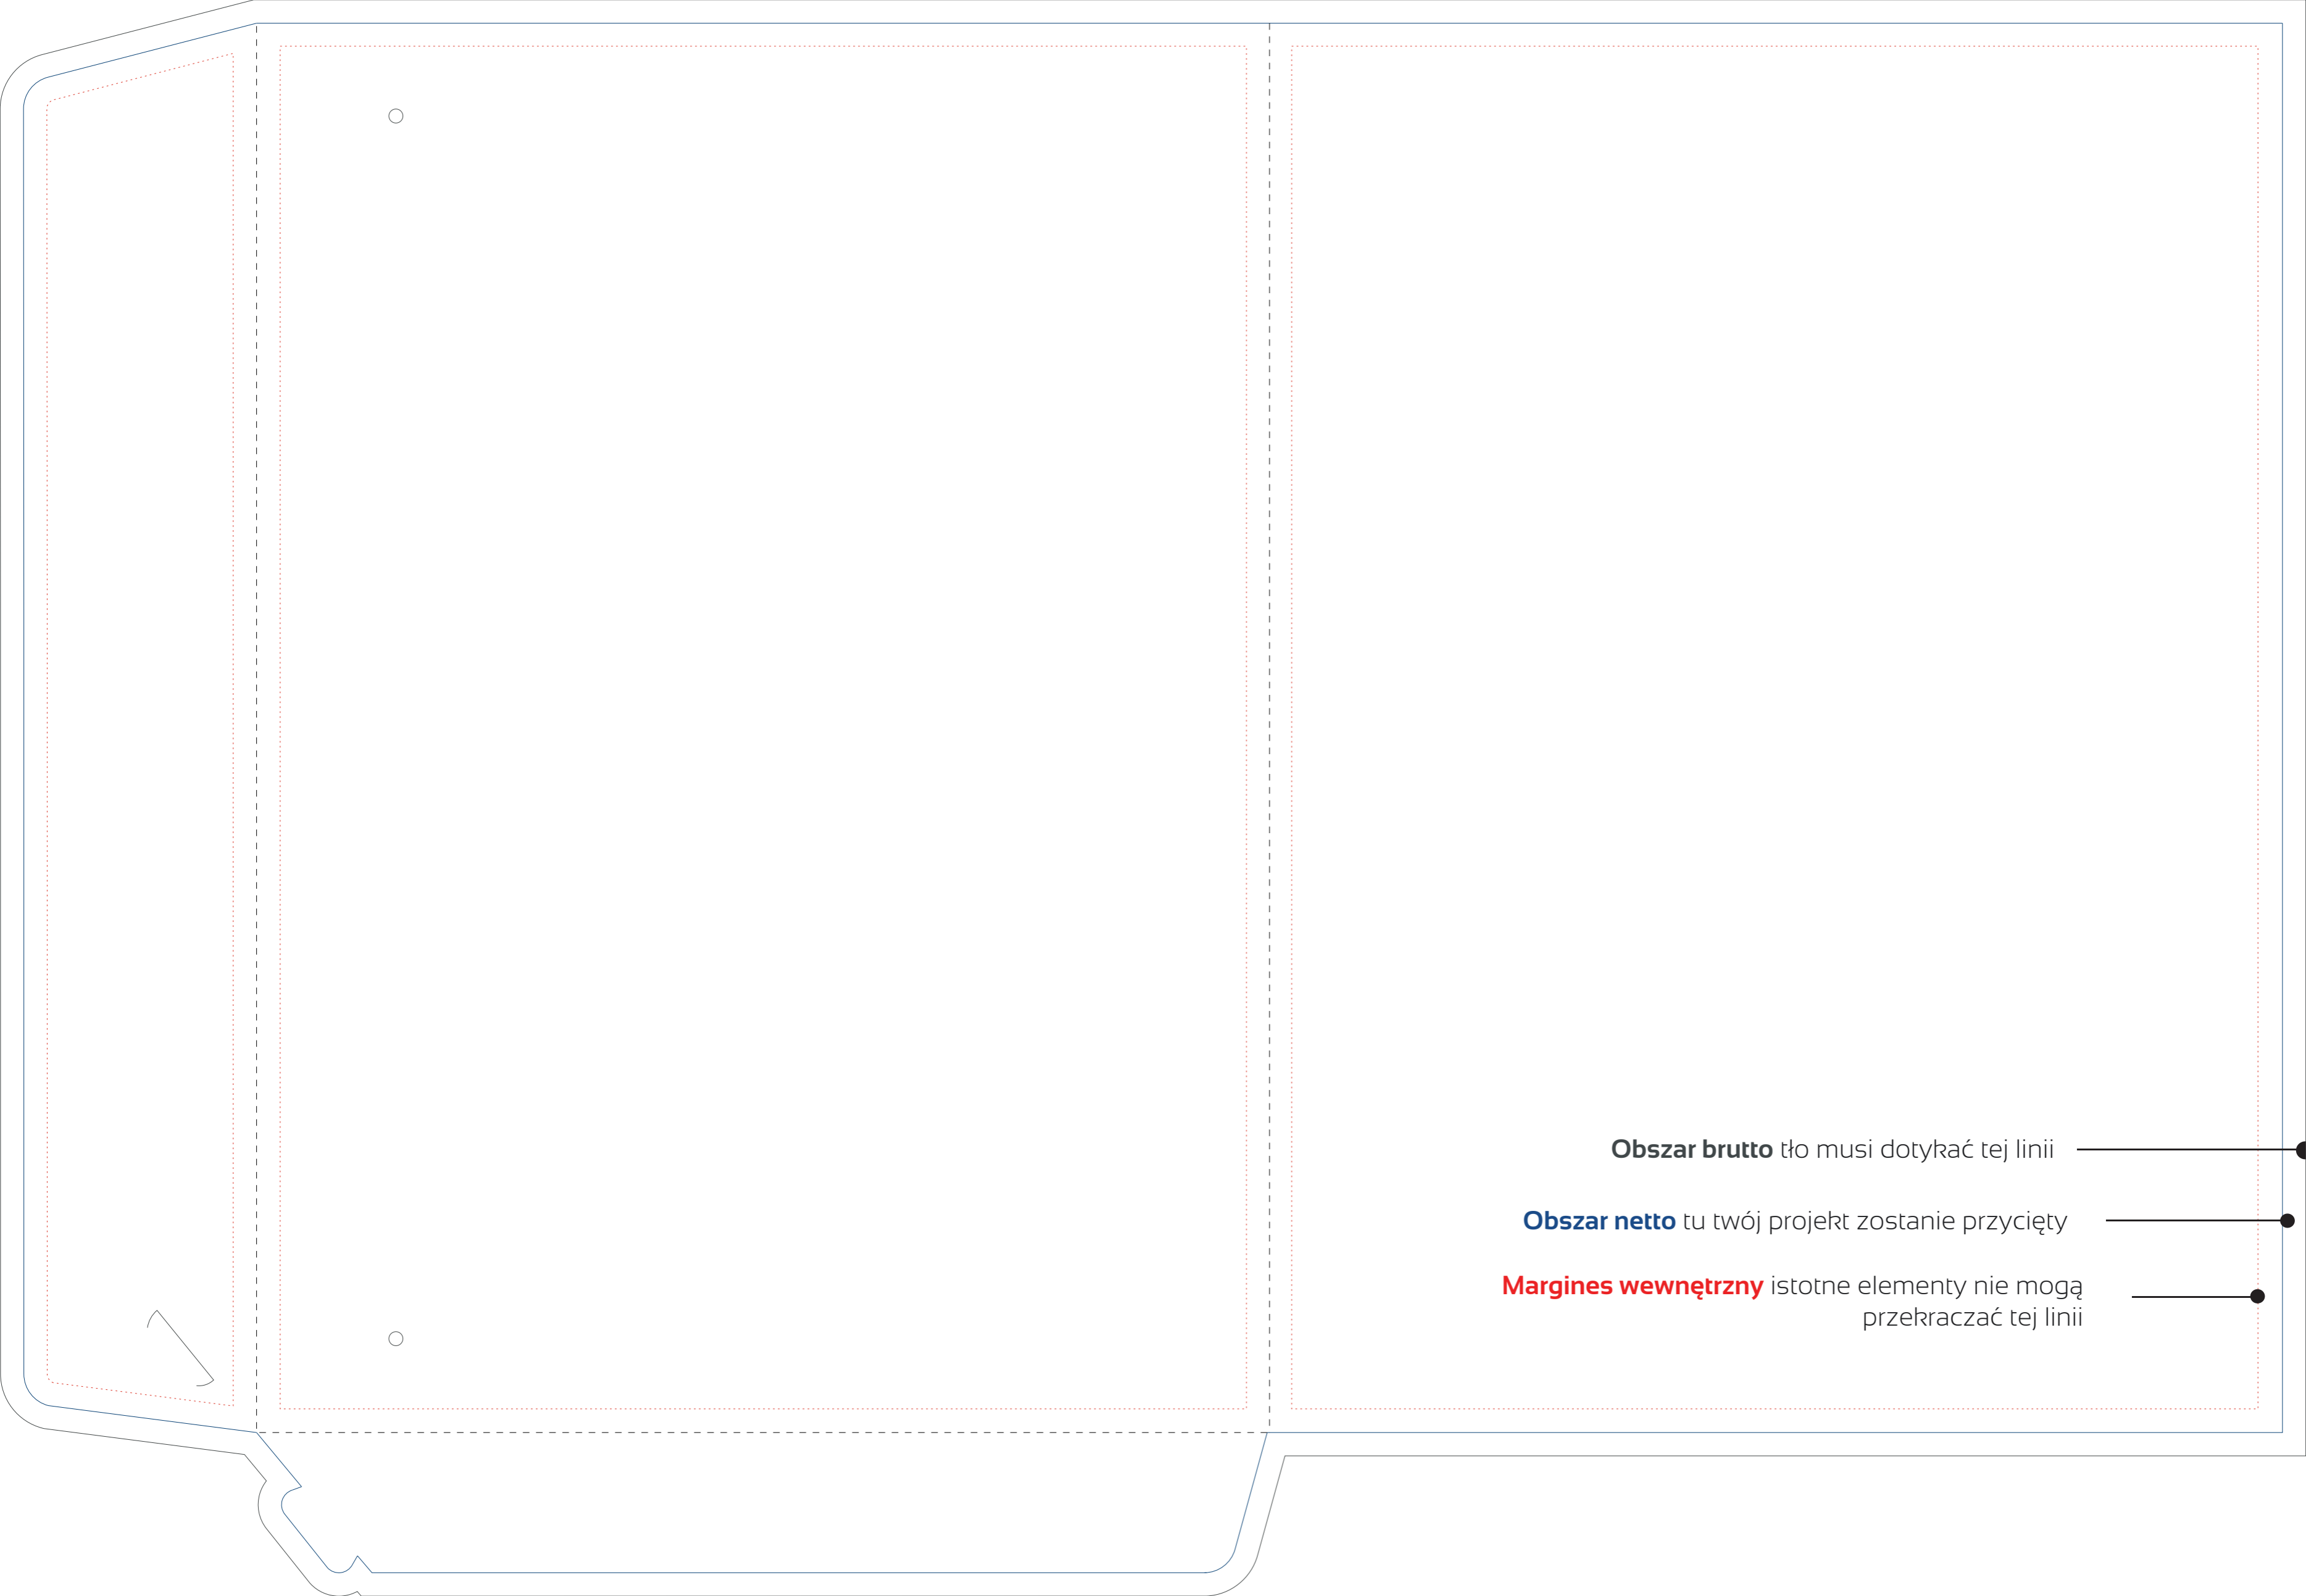 Obszar brutto tło musi dotykać tej linii
Obszar netto tu twój projekt zostanie przycięty
Margines wewnętrzny istotne elementy nie mogą
przekraczać tej linii